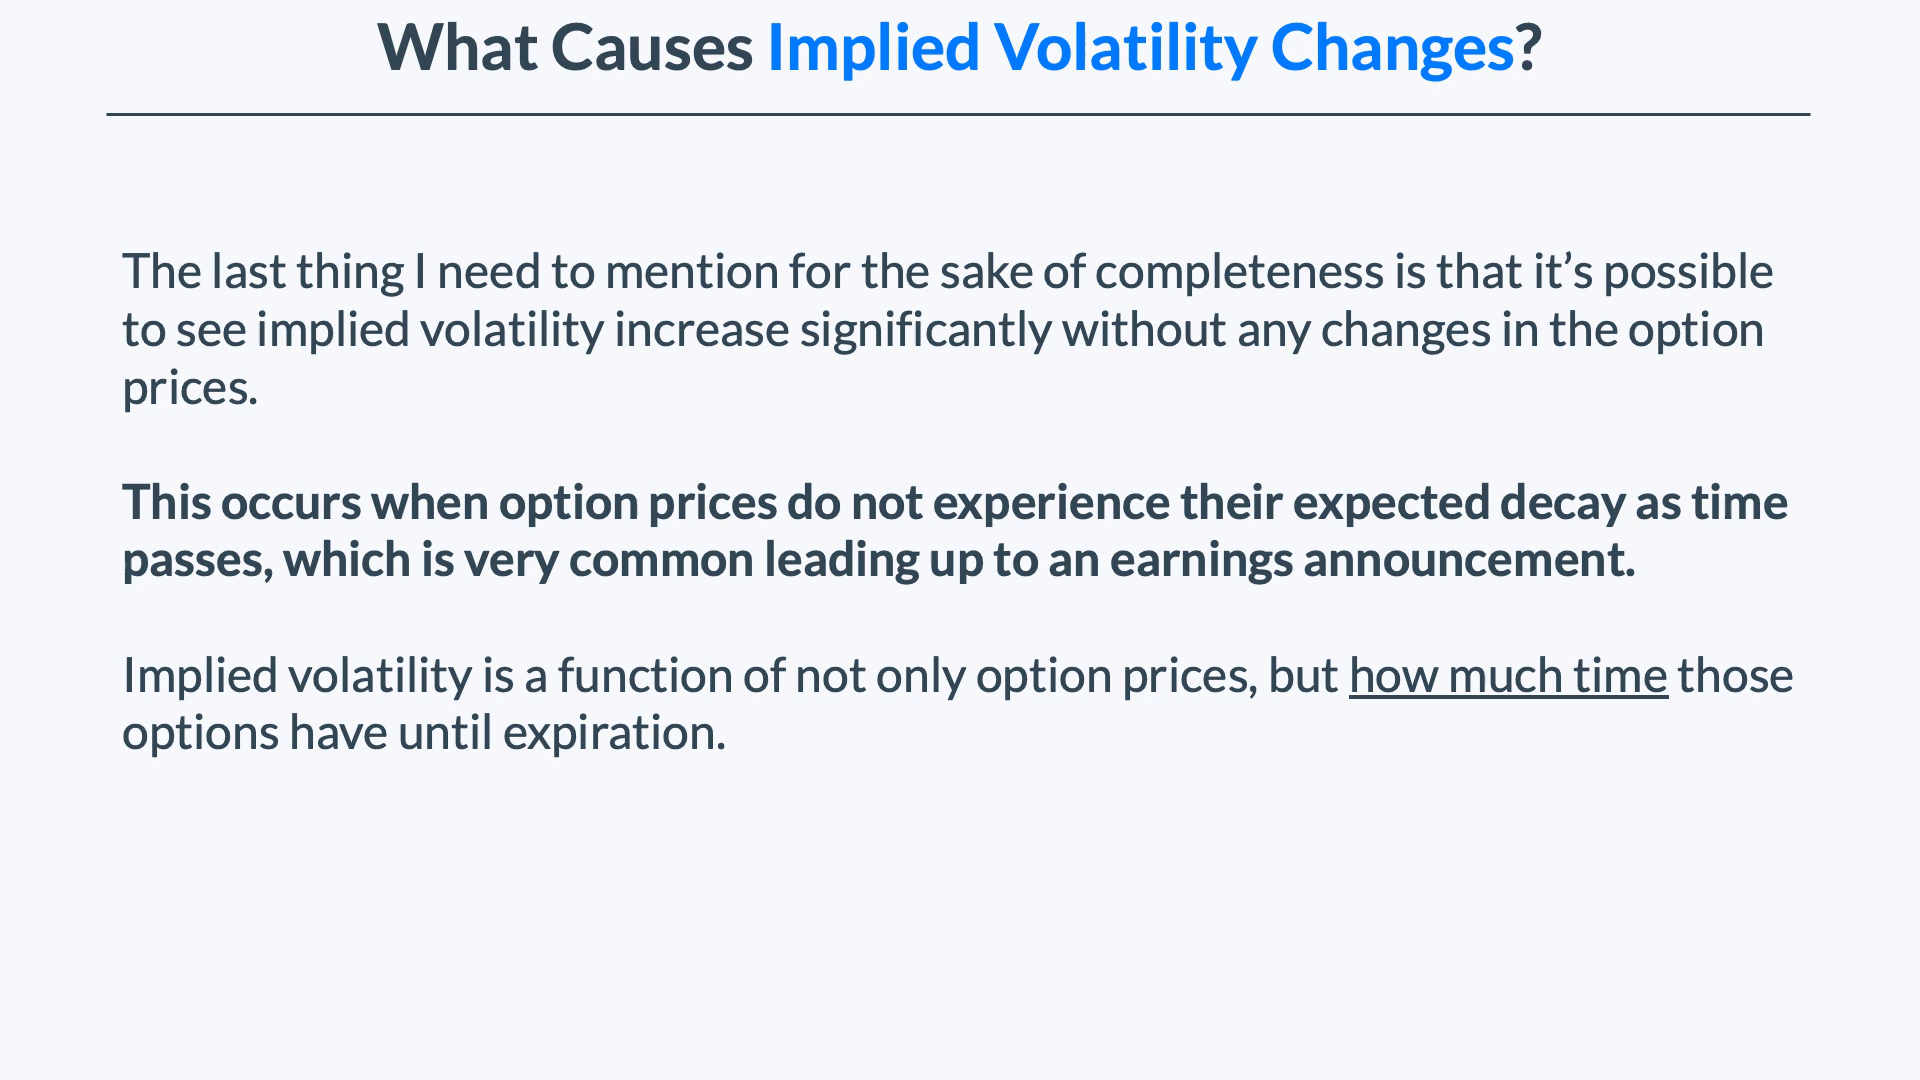 What Causes Implied Volatility Changes?
The last thing I need to mention for the sake of completeness is that it’s possible
to see implied volatility increase significantly without any changes in the option
prices.
This occurs when option prices do not experience their expected decay as time
passes, which is very common leading up to an earnings announcement.
Implied volatility is a function of not only option prices, but how much time those
options have until expiration.